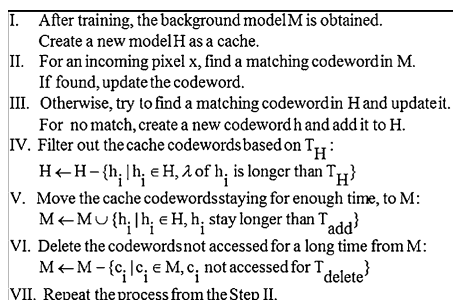 I. After training, the background model M is obtained.
Create a new model H as a cache.
II. For an incoming pixel x, find a matching codeword in M.
If found, update the codeword.
III. Otherwise, try to find a matching codeword in H and update it.
For no match, create a new codeword h and add it to H.
IV. Filter out the cache codewords based on T_H :
H ← H − {h_i | h_i ∈ H, λ of h_i is longer than T_H}
V. Move the cache codewords staying for enough time, to M:
M ← M ∪ {h_i | h_i ∈ H, h_i stay longer than T_add}
VI. Delete the codewords not accessed for a long time from M:
M ← M − {c_i | c_i ∈ M, c_i not accessed for T_delete}
VII. Repeat the process from the Step II.